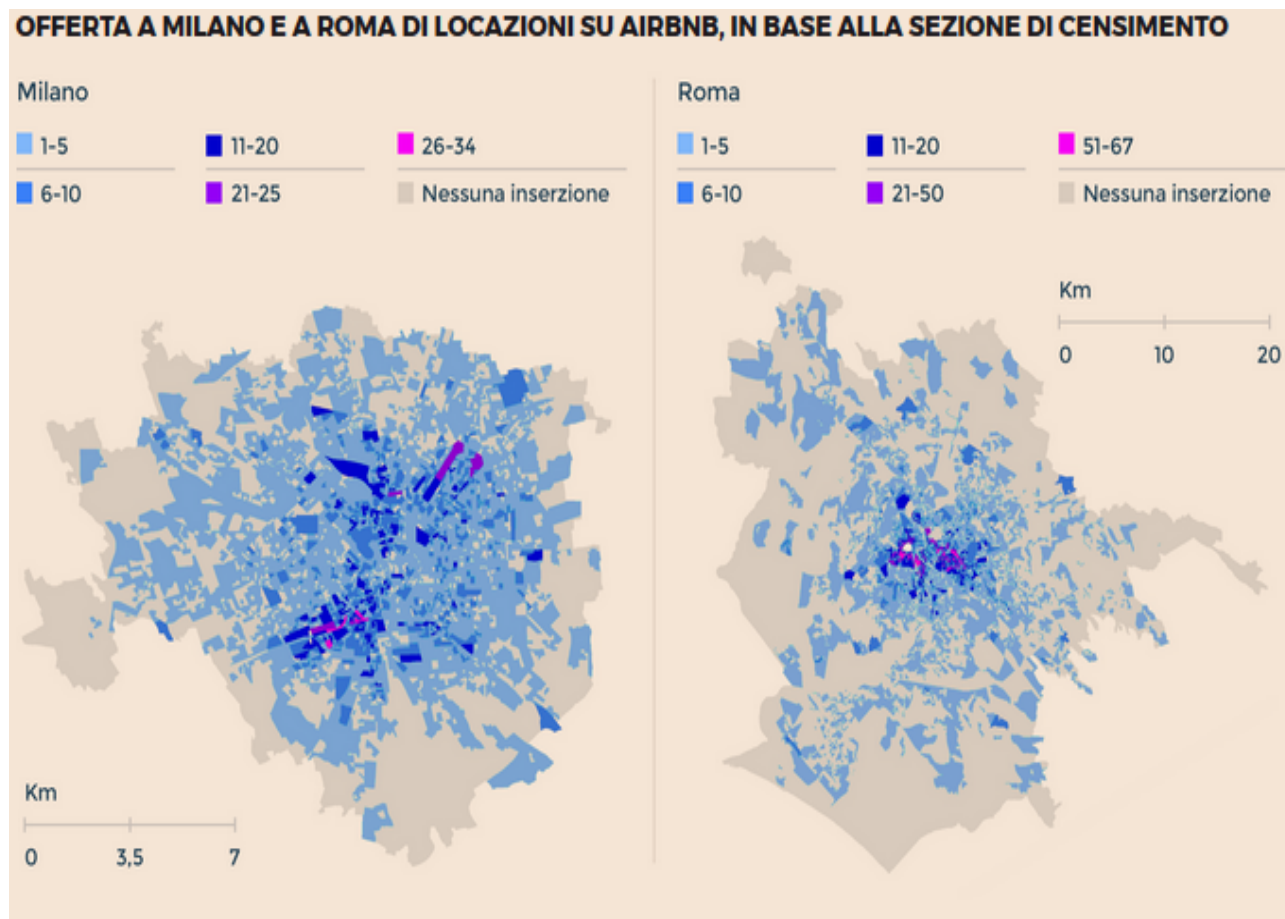 OFFERTA A MILANO E A ROMA DI LOCAZIONI SU AIRBNB, IN BASE ALLA SEZIONE DI CENSIMENTO
Milano
1-5
11-20
26-34
6-10
21-25
Nessuna inserzione
Km
0
3,5
7
Roma
1-5
11-20
51-67
6-10
21-50
Nessuna inserzione
Km
0
10
20